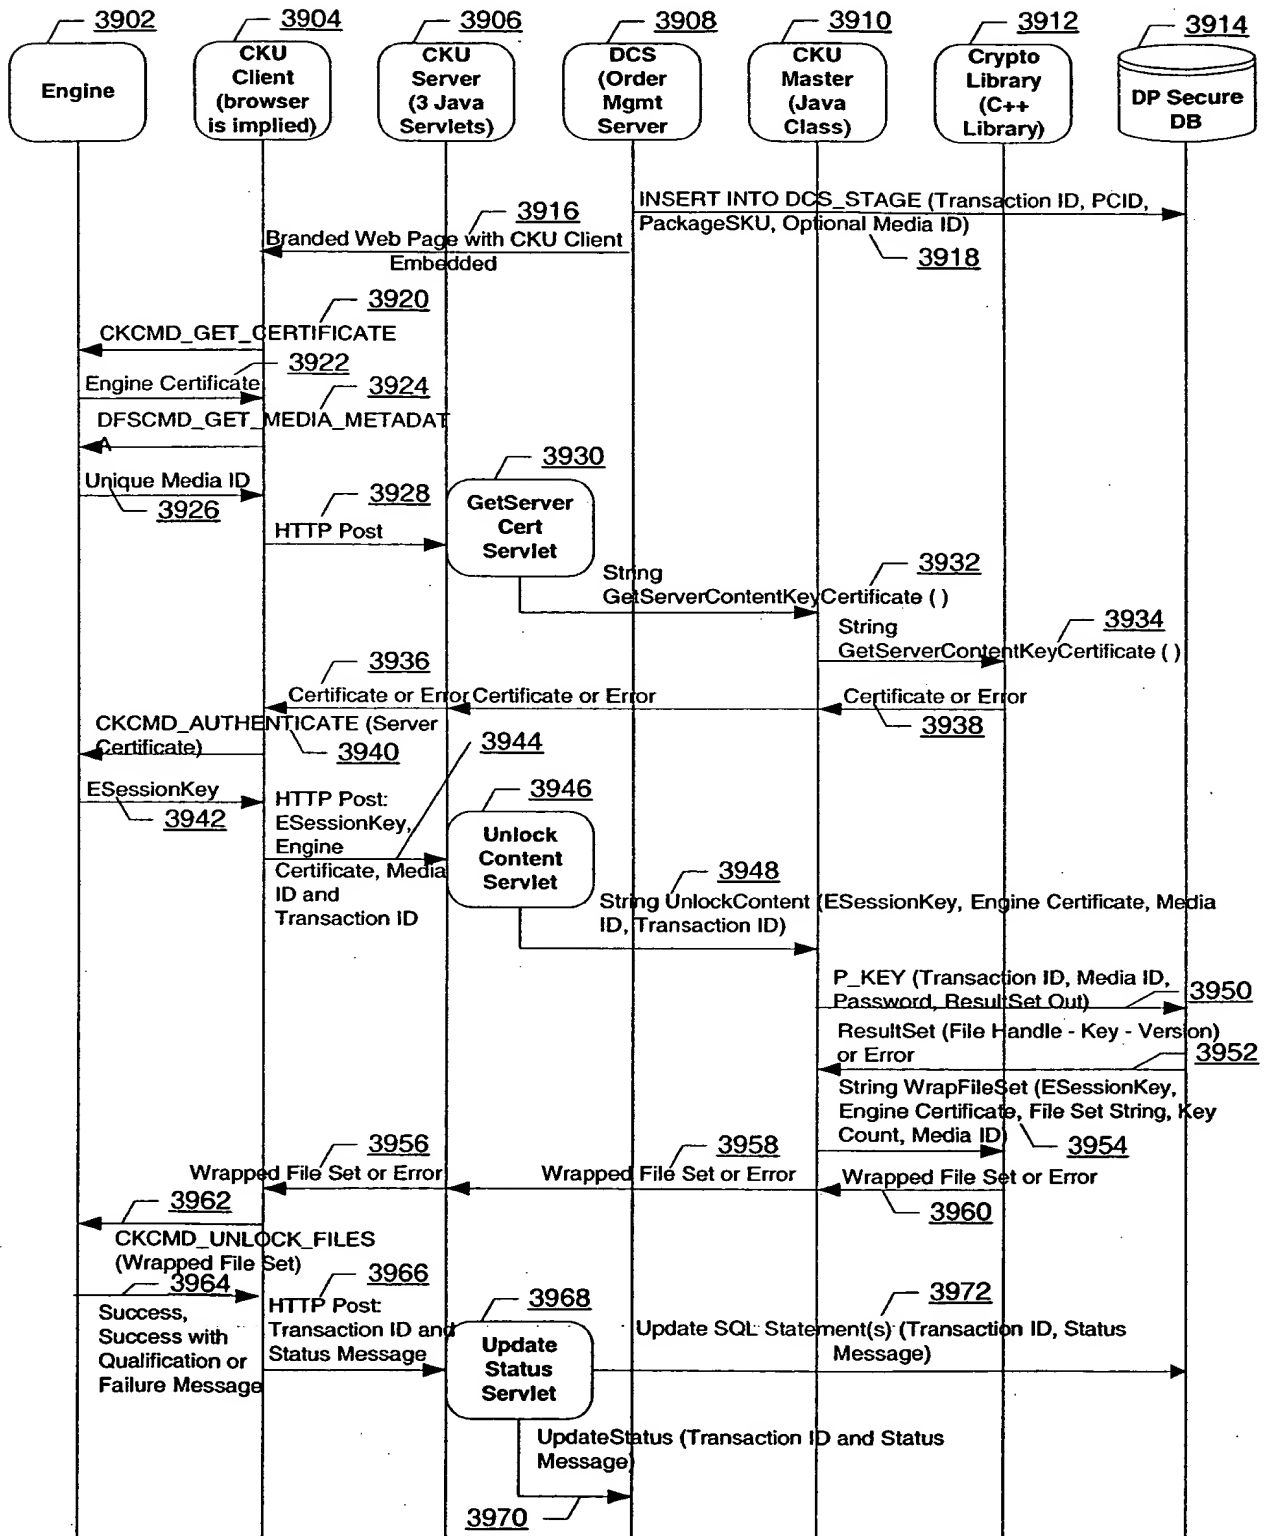 3902 3904 3906 3908 3910 3912 3914
Engine
CKU
Client
(browser
is implied)
CKU
Server
(3 Java
Servlets)
DCS
(Order
Mgmt
Server
CKU
Master
(Java
Class)
Crypto
Library
(C++
Library)
DP Secure
DB
INSERT INTO DCS_STAGE (Transaction ID, PCID,
PackageSKU, Optional Media ID)
3918
3916
Branded Web Page with CKU Client
Embedded
3920
CKCMD_GET_CERTIFICATE
3922
Engine Certificate
3924
DFSCMD_GET_MEDIA_METADAT
A
Unique Media ID
3926
3928
HTTP Post
3930
GetServer
Cert
Servlet
3932
String
GetServerContentKeyCertificate ( )
3934
String
GetServerContentKeyCertificate ( )
3936
Certificate or Error
Certificate or Error
Certificate or Error
3938
CKCMD_AUTHENTICATE (Server
Certificate)
3940
3944
ESessionKey
3942
HTTP Post:
ESessionKey,
Engine
Certificate, Media
ID and
Transaction ID
3946
Unlock
Content
Servlet
3948
String UnlockContent (ESessionKey, Engine Certificate, Media
ID, Transaction ID)
P_KEY (Transaction ID, Media ID,
Password, ResultSet Out)
3950
ResultSet (File Handle - Key - Version)
or Error
3952
String WrapFileSet (ESessionKey,
Engine Certificate, File Set String, Key
Count, Media ID)
3954
3956
Wrapped File Set or Error
3958
Wrapped File Set or Error
Wrapped File Set or Error
3960
3962
CKCMD_UNLOCK_FILES
(Wrapped File Set)
3964
Success,
Success with
Qualification or
Failure Message
3966
HTTP Post:
Transaction ID and
Status Message
3968
Update
Status
Servlet
3972
Update SQL Statement(s) (Transaction ID, Status
Message)
UpdateStatus (Transaction ID and Status
Message)
3970